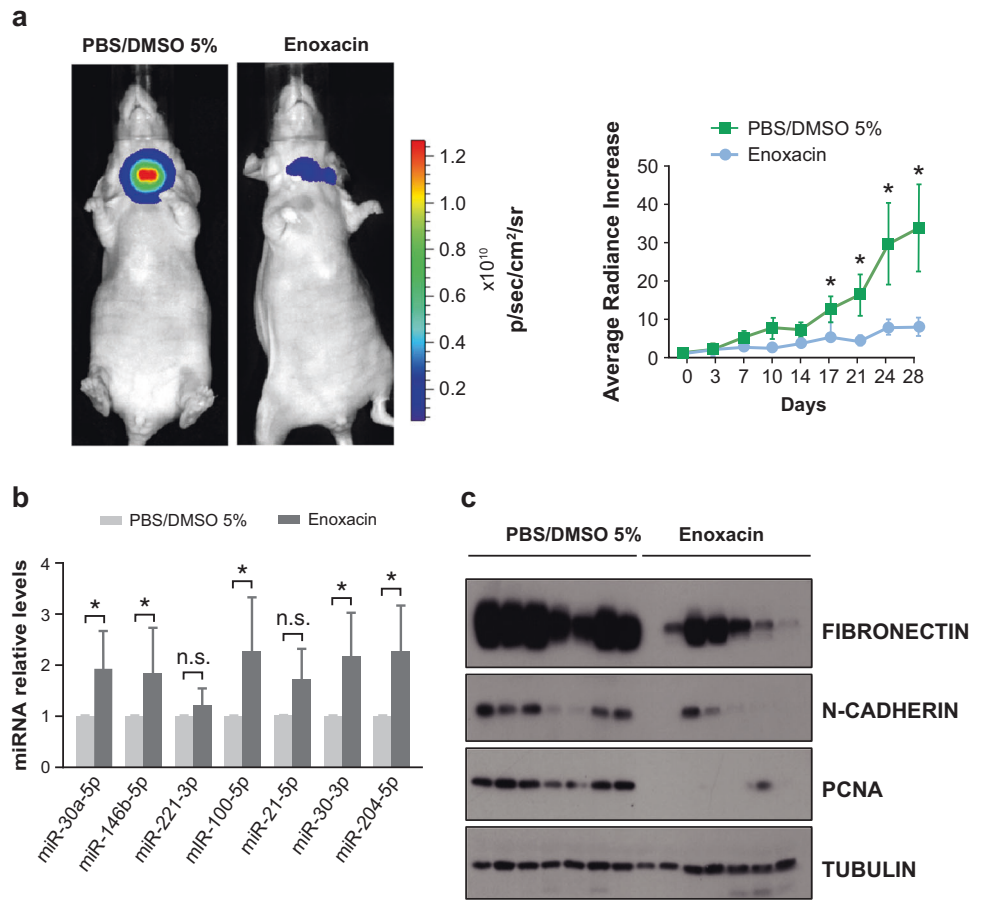 a
PBS/DMSO 5%
Enoxacin
1.2
1.0
0.8
0.6
0.4
0.2
x10¹⁰
p/sec/cm²/sr
PBS/DMSO 5%
Enoxacin
Average Radiance Increase
50
40
30
20
10
0
* * * *
0 3 7 10 14 17 21 24 28
Days
b
PBS/DMSO 5%
Enoxacin
miRNA relative levels
4
3
2
1
0
* * n.s. * n.s. * *
miR-30a-5p
miR-146b-5p
miR-221-3p
miR-100-5p
miR-21-5p
miR-30-3p
miR-204-5p
c
PBS/DMSO 5%
Enoxacin
FIBRONECTIN
N-CADHERIN
PCNA
TUBULIN